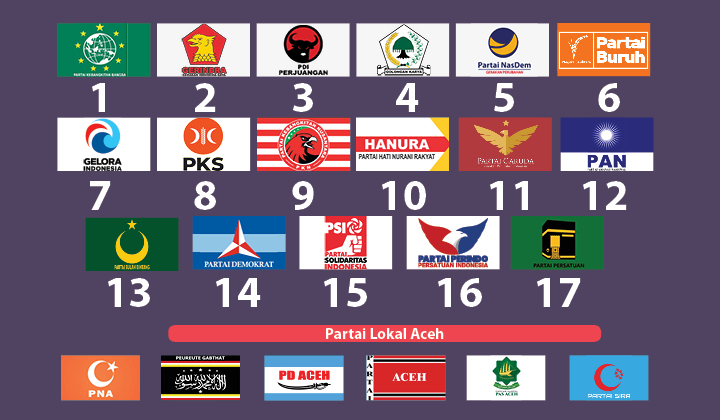 PARTAI KEBANGKITAN BANGSA
GERINDRA
PDI
PERJUANGAN
GOLONGAN KARYA
Partai NasDem
GERAKAN PERUBAHAN
Partai
Buruh
1 2 3 4 5 6
GELORA
INDONESIA
PKS
PARTAI KEBANGKITAN NUSANTARA
PKN
HANURA
PARTAI HATI NURANI RAKYAT
PARTAI GARUDA
PAN
7 8 9 10 11 12
PARTAI BULAN BINTANG
PARTAI DEMOKRAT
PSI
PARTAI
SOLIDARITAS
INDONESIA
PARTAI PERINDO
PERSATUAN INDONESIA
PARTAI PERSATUAN
13 14 15 16 17
Partai Lokal Aceh
PNA
PEUREUTE GABTHAT
PD ACEH
PARTAI
ACEH
PAS ACEH
PARTAI SIRA